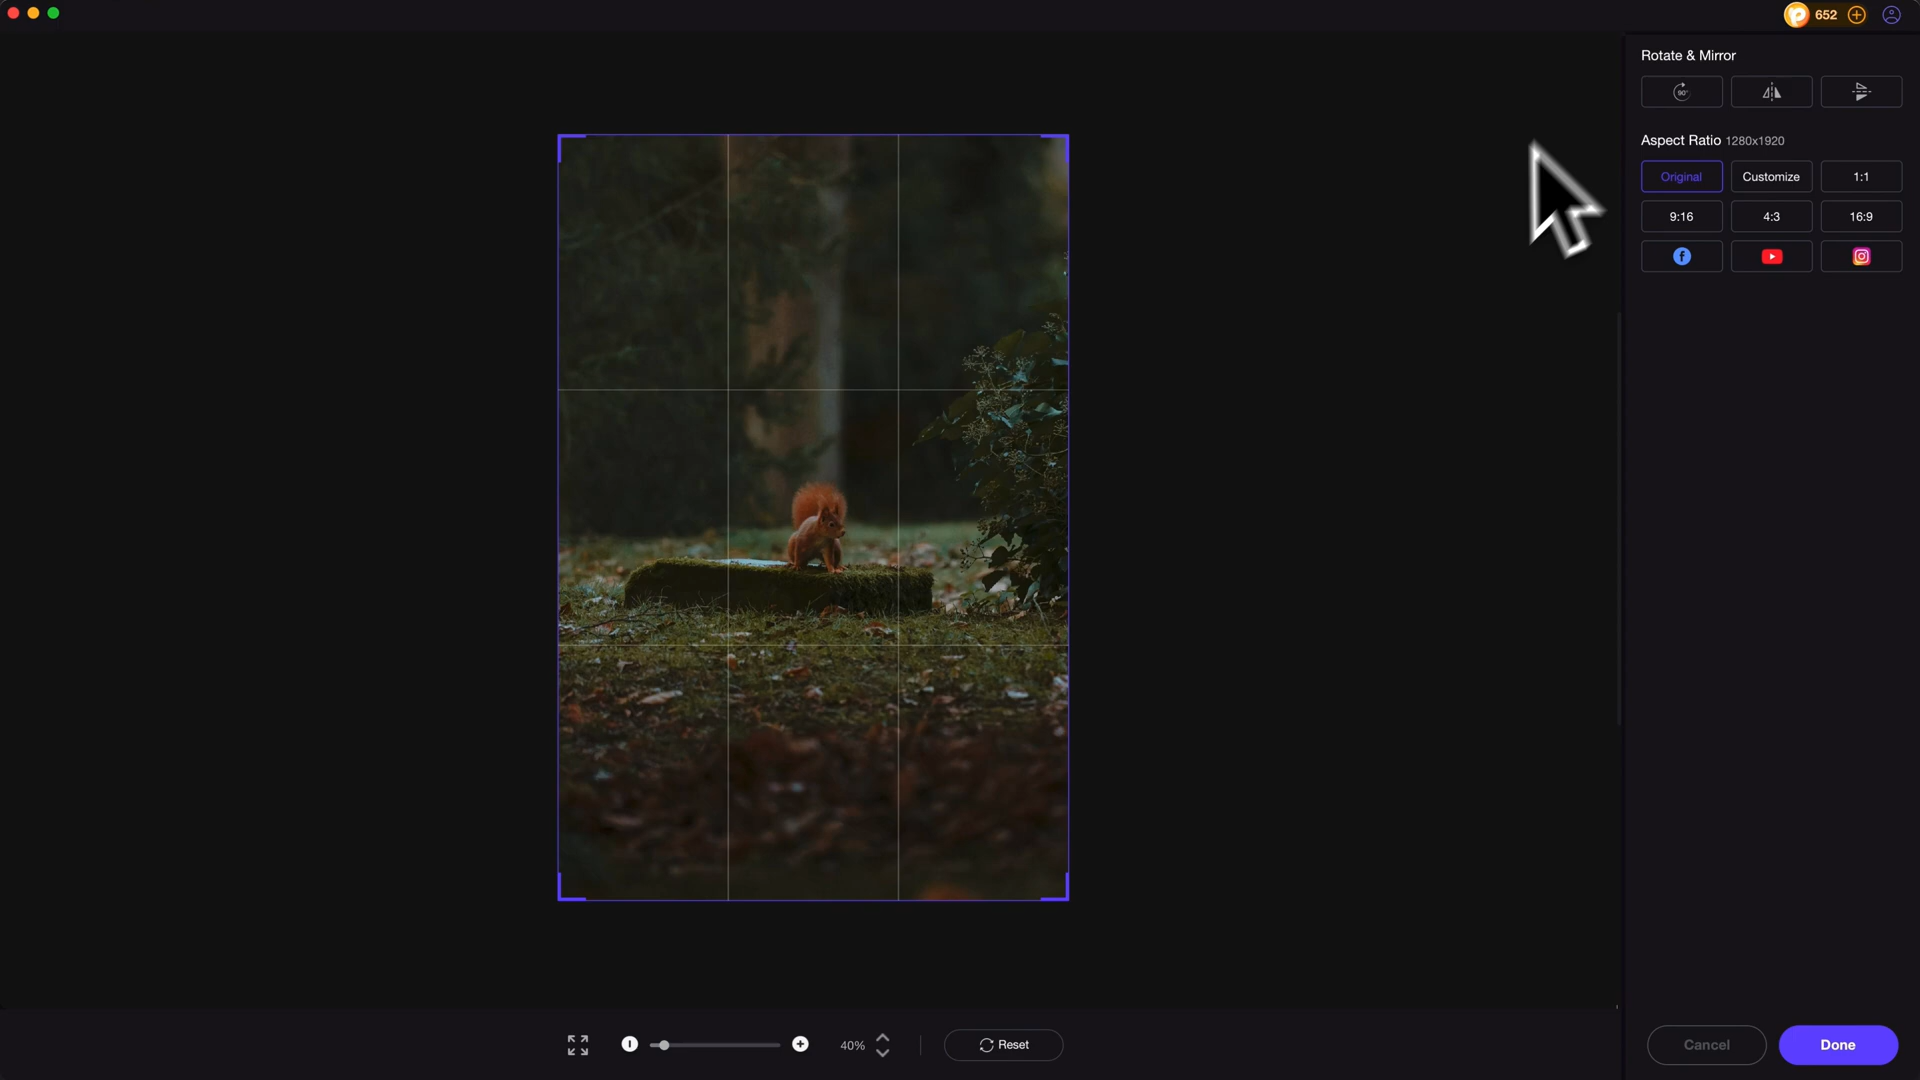 652
Rotate & Mirror
90°
Aspect Ratio 1280x1920
Original Customize 1:1
9:16 4:3 16:9
40% Reset
Cancel Done